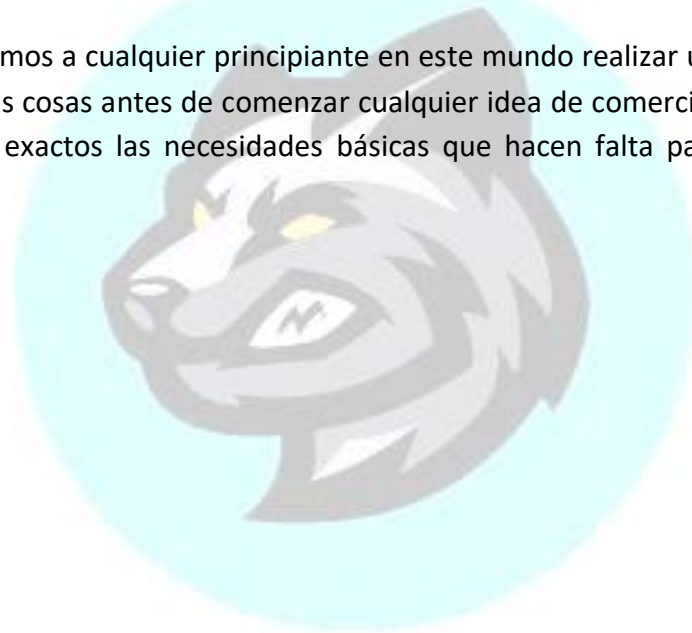 mos a cualquier principiante en este mundo realizar u
s cosas antes de comenzar cualquier idea de comerci
exactos las necesidades básicas que hacen falta pa